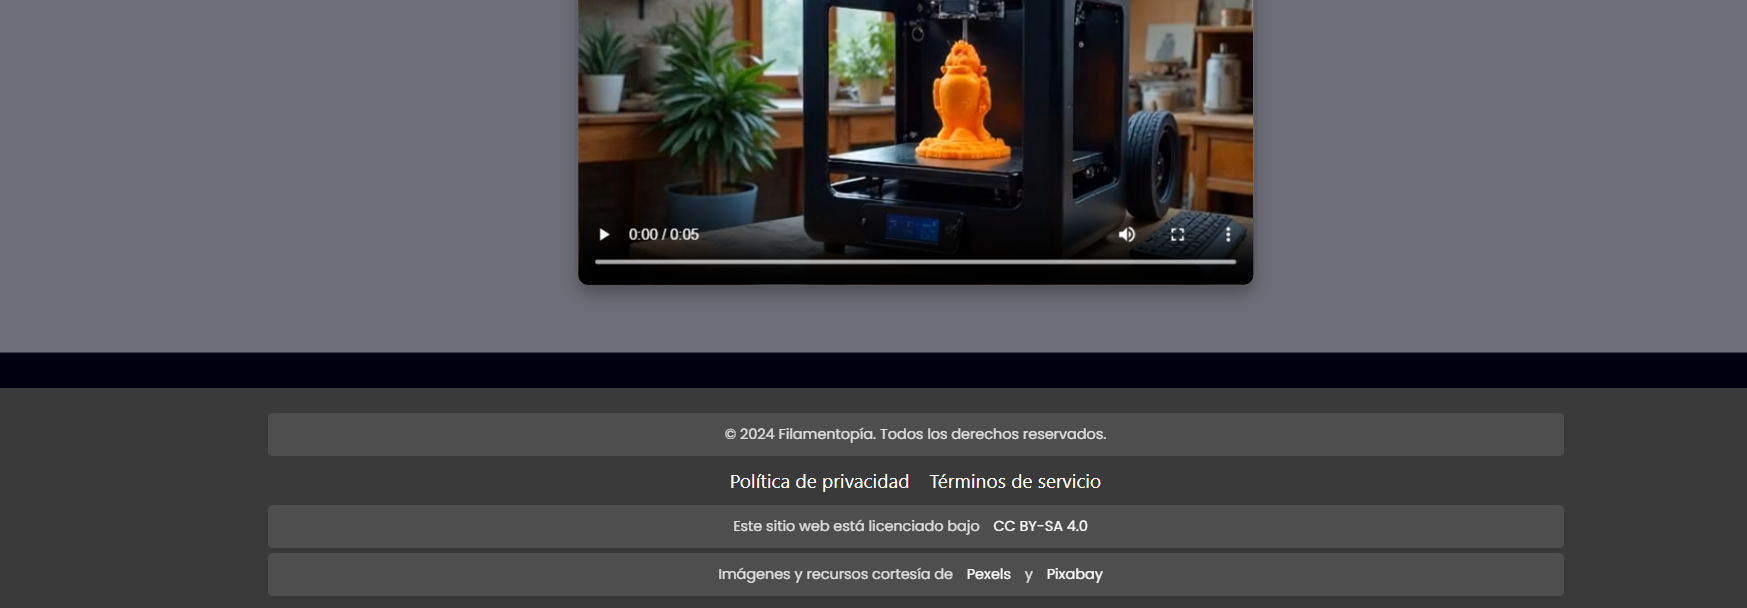 0:00 / 0:05
© 2024 Filamentopía. Todos los derechos reservados.
Política de privacidad Términos de servicio
Este sitio web está licenciado bajo CC BY-SA 4.0
Imágenes y recursos cortesía de Pexels y Pixabay